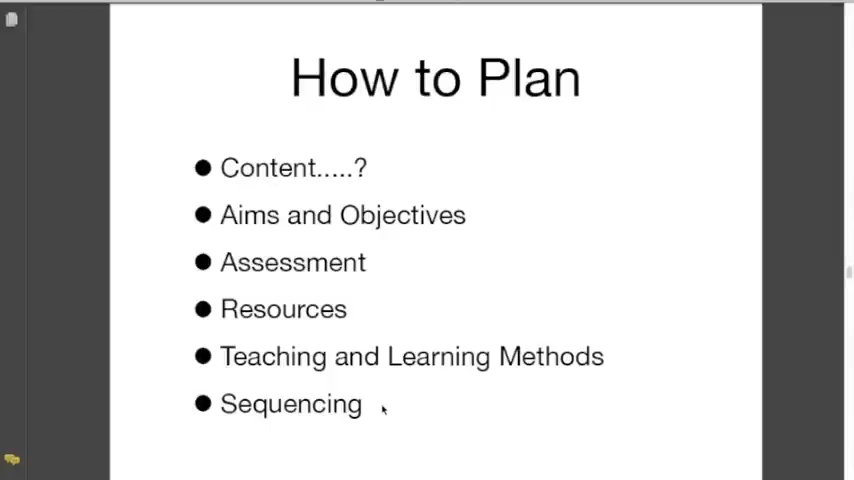 How to Plan
● Content.....?
● Aims and Objectives
● Assessment
● Resources
● Teaching and Learning Methods
● Sequencing